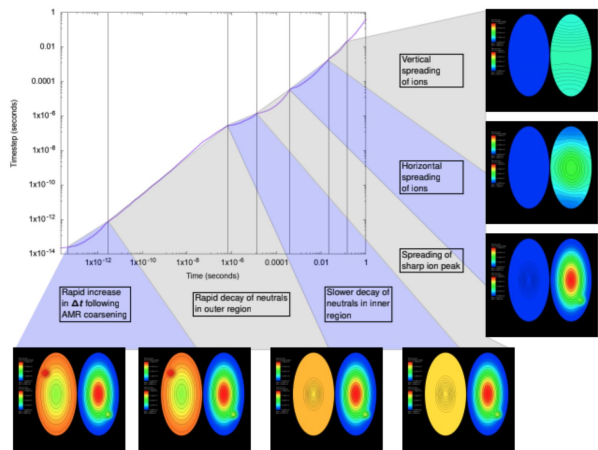 1
0.01
0.0001
1x10-6
1x10-8
1x10-10
1x10-12
1x10-14
Timestep (seconds)
1x10-12
1x10-10
1x10-8
1x10-6
0.0001
0.01
1
Time (seconds)
Vertical
spreading
of ions
Horizontal
spreading
of ions
Spreading of
sharp ion peak
Rapid increase
in Δt following
AMR coarsening
Rapid decay of neutrals
in outer region
Slower decay of
neutrals in inner
region